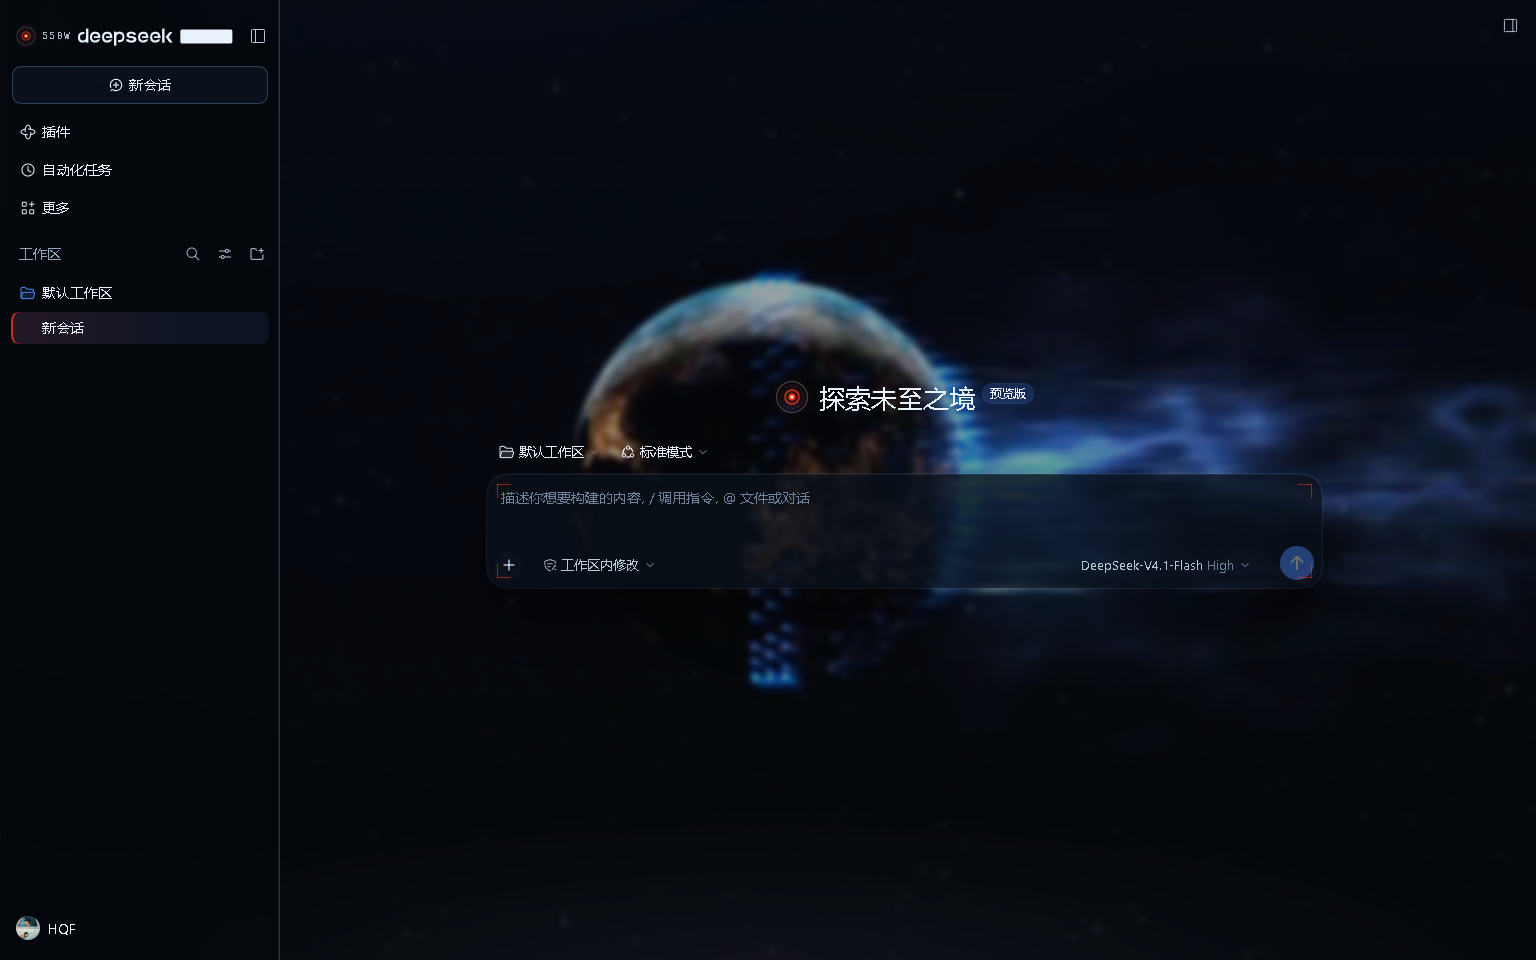 550W deepseek
新会话
插件
自动化任务
更多
工作区
默认工作区
新会话
探索未至之境 预览版
默认工作区 标准模式
描述你想要构建的内容, / 调用指令, @ 文件或对话
工作区内修改 DeepSeek-V4.1-Flash High
HQF